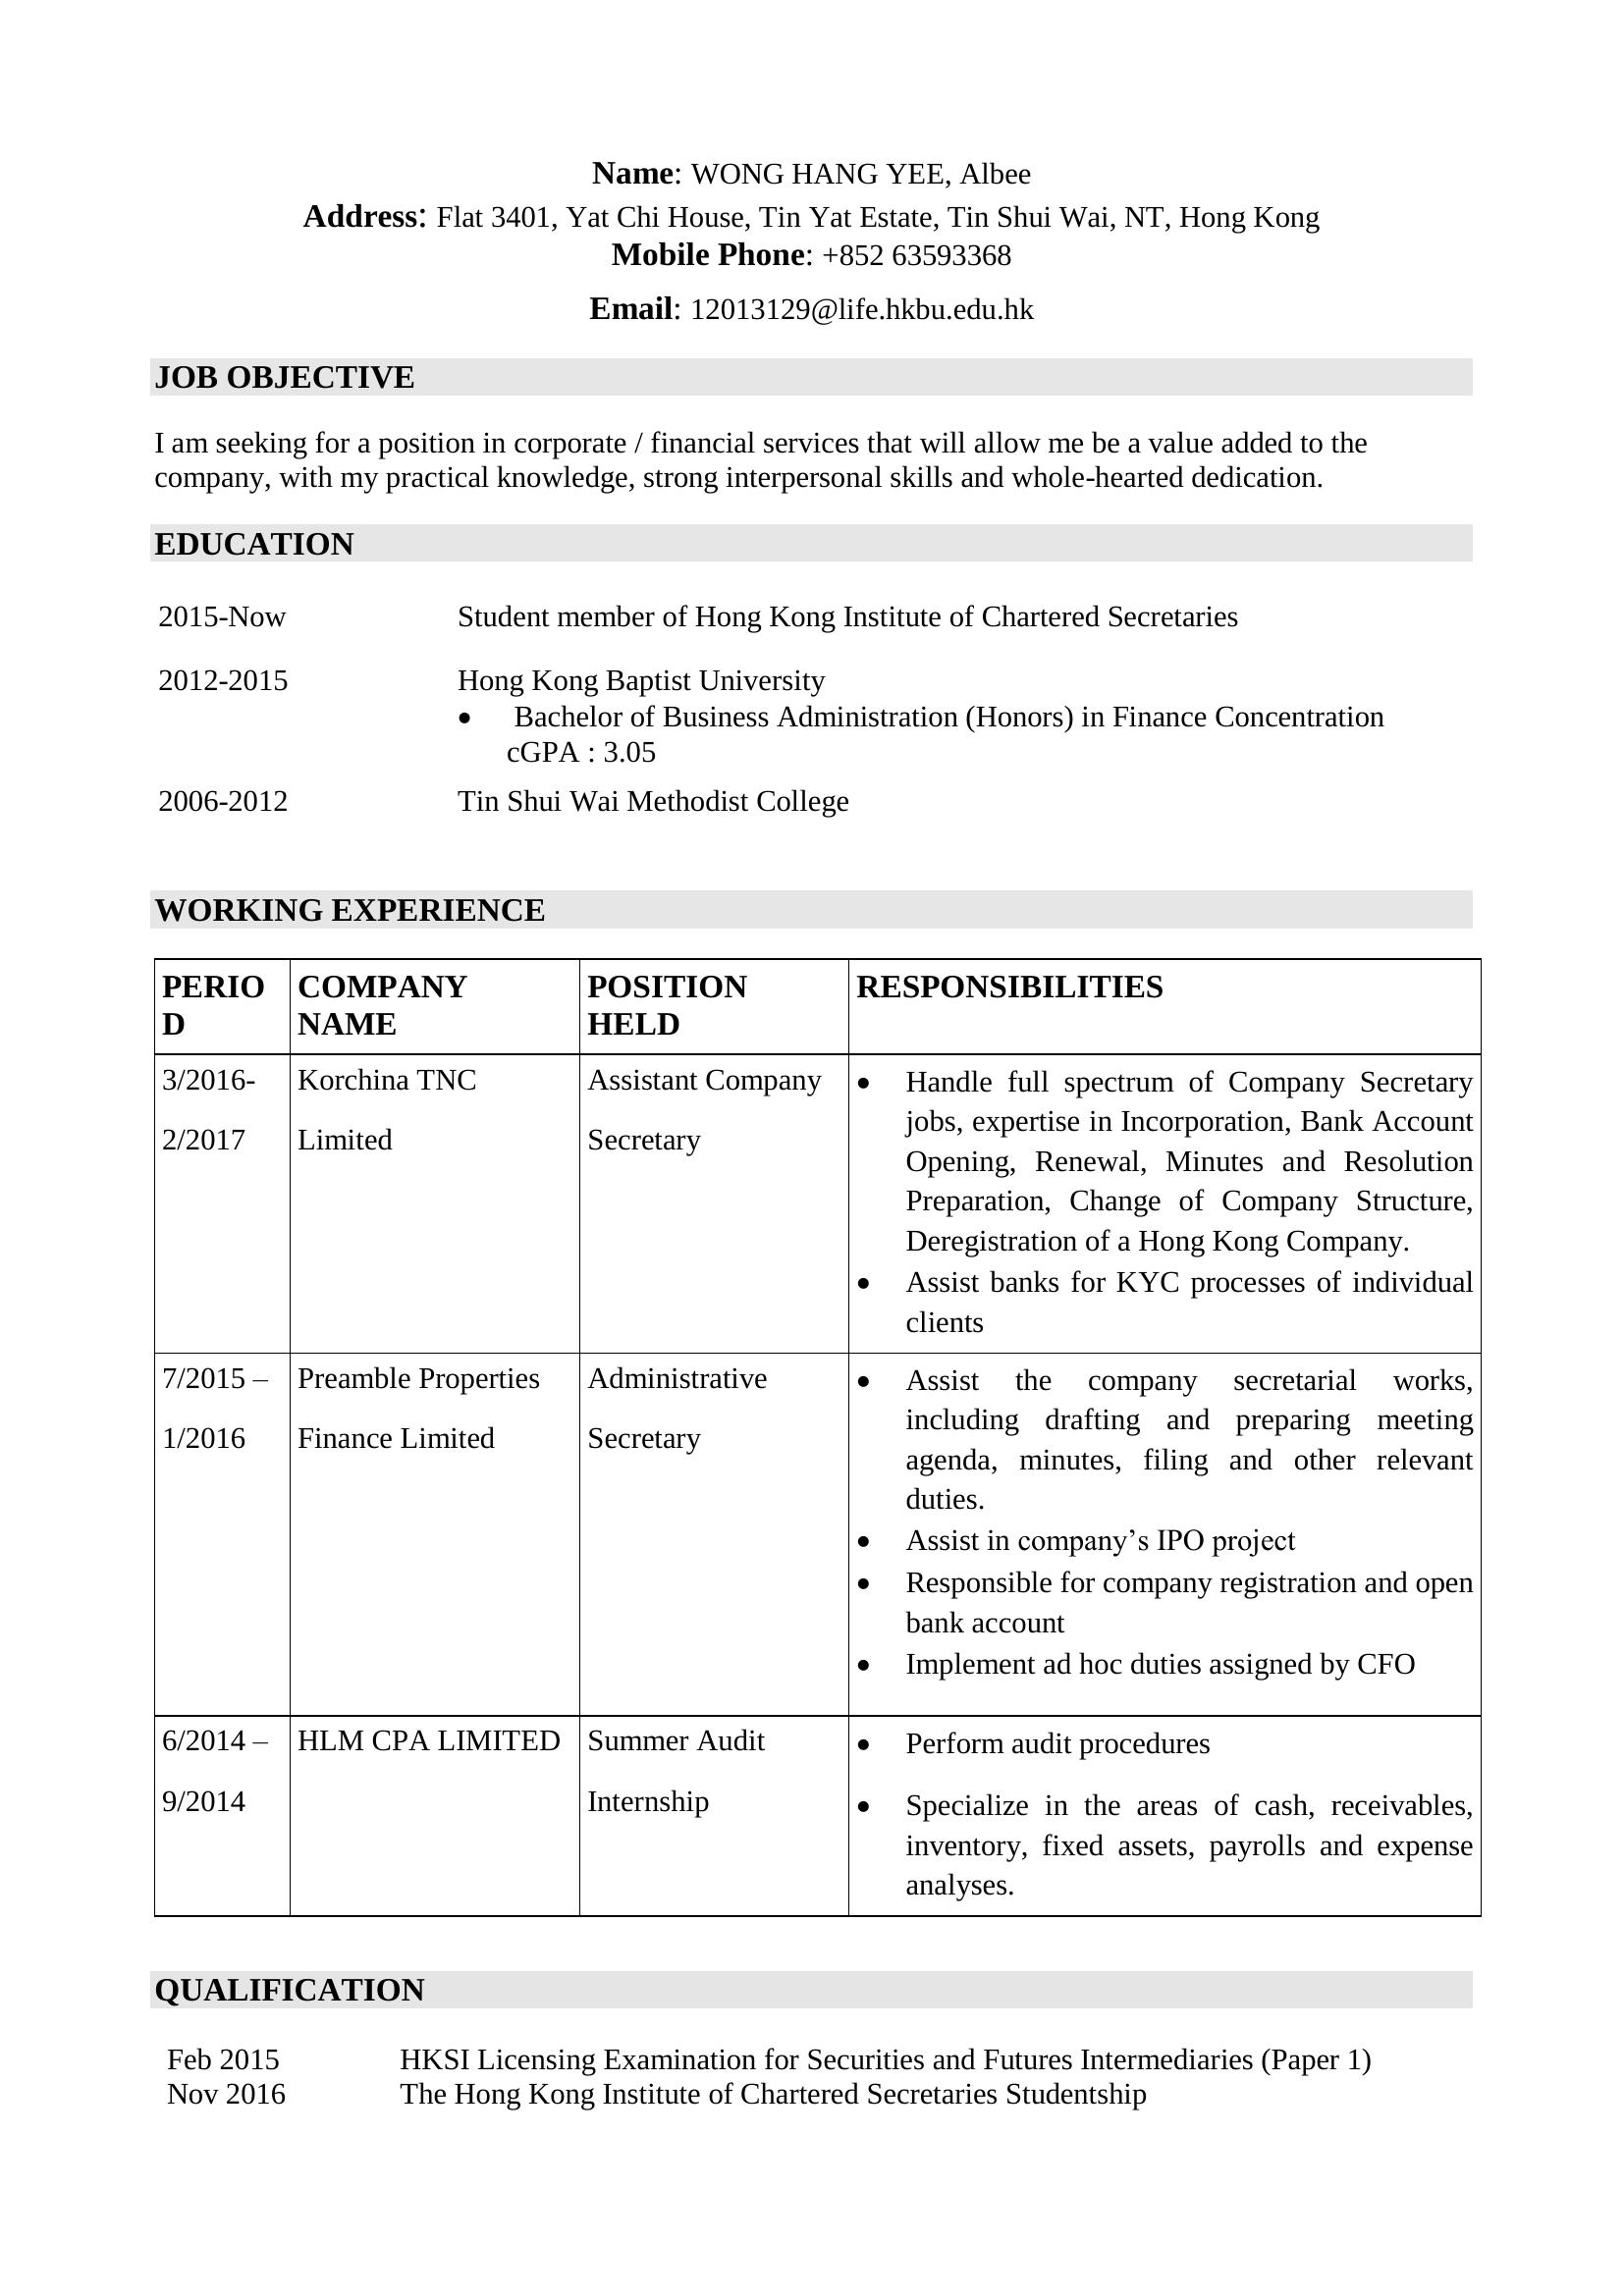 Name: WONG HANG YEE, Albee
Address: Flat 3401, Yat Chi House, Tin Yat Estate, Tin Shui Wai, NT, Hong Kong
Mobile Phone: +852 63593368
Email: 12013129@life.hkbu.edu.hk
JOB OBJECTIVE
I am seeking for a position in corporate / financial services that will allow me be a value added to the
company, with my practical knowledge, strong interpersonal skills and whole-hearted dedication.
EDUCATION
2015-Now Student member of Hong Kong Institute of Chartered Secretaries
2012-2015 Hong Kong Baptist University
• Bachelor of Business Administration (Honors) in Finance Concentration
cGPA : 3.05
2006-2012 Tin Shui Wai Methodist College
WORKING EXPERIENCE
PERIO
D
COMPANY
NAME
POSITION
HELD
RESPONSIBILITIES
3/2016-
2/2017
Korchina TNC
Limited
Assistant Company
Secretary
• Handle full spectrum of Company Secretary
jobs, expertise in Incorporation, Bank Account
Opening, Renewal, Minutes and Resolution
Preparation, Change of Company Structure,
Deregistration of a Hong Kong Company.
• Assist banks for KYC processes of individual
clients
7/2015 –
1/2016
Preamble Properties
Finance Limited
Administrative
Secretary
• Assist the company secretarial works,
including drafting and preparing meeting
agenda, minutes, filing and other relevant
duties.
• Assist in company’s IPO project
• Responsible for company registration and open
bank account
• Implement ad hoc duties assigned by CFO
6/2014 –
9/2014
HLM CPA LIMITED
Summer Audit
Internship
• Perform audit procedures
• Specialize in the areas of cash, receivables,
inventory, fixed assets, payrolls and expense
analyses.
QUALIFICATION
Feb 2015 HKSI Licensing Examination for Securities and Futures Intermediaries (Paper 1)
Nov 2016 The Hong Kong Institute of Chartered Secretaries Studentship